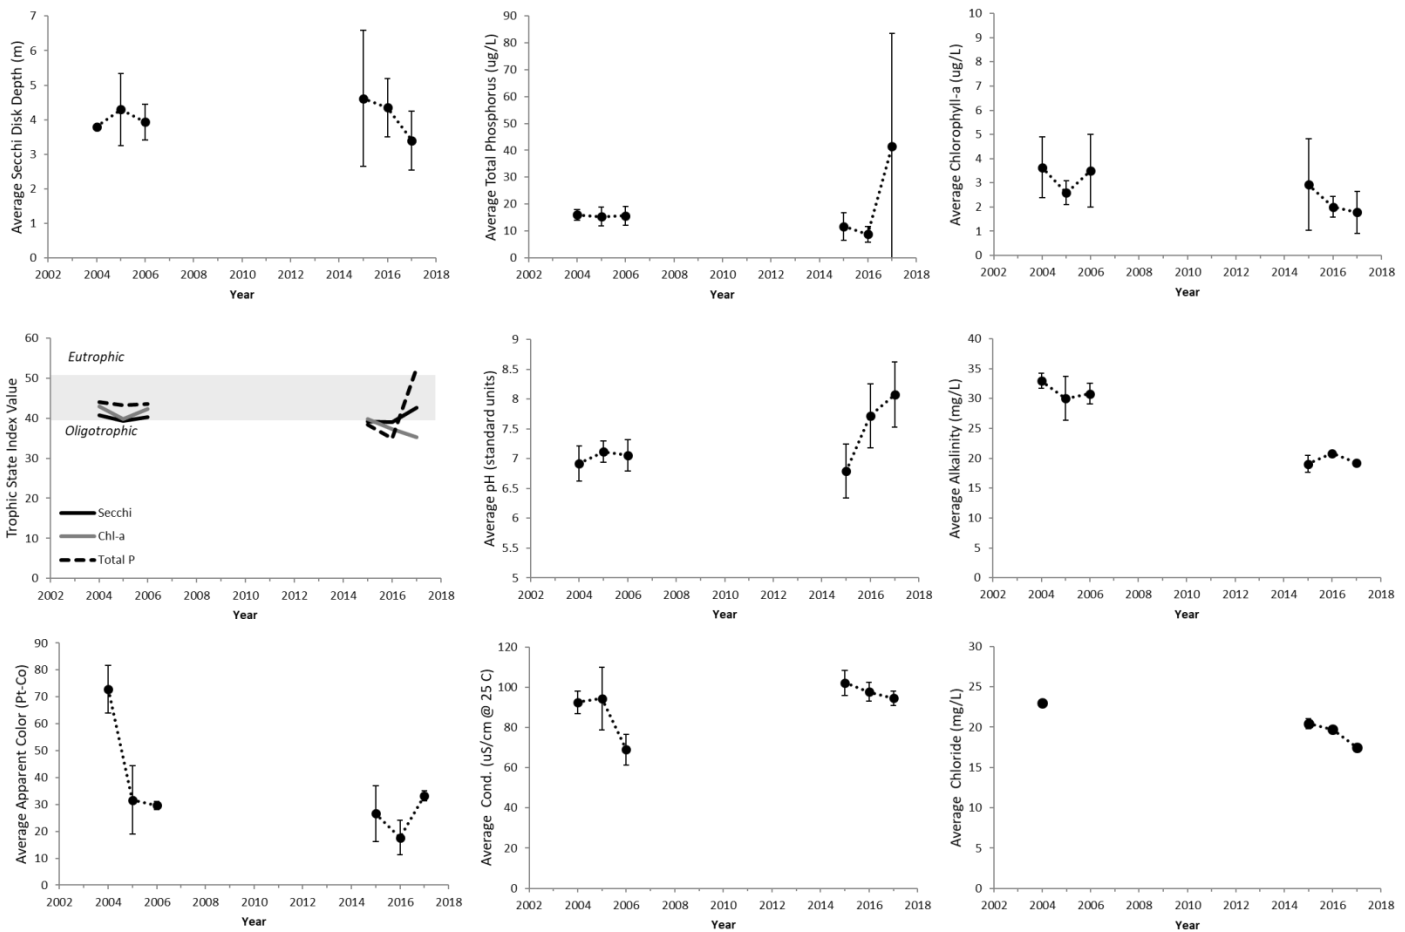 Average Secchi Disk Depth (m)
7
6
5
4
3
2
1
0
2002 2004 2006 2008 2010 2012 2014 2016 2018
Year
Average Total Phosphorus (ug/L)
90
80
70
60
50
40
30
20
10
0
2002 2004 2006 2008 2010 2012 2014 2016 2018
Year
Average Chlorophyll-a (ug/L)
10
9
8
7
6
5
4
3
2
1
0
2002 2004 2006 2008 2010 2012 2014 2016 2018
Year
Trophic State Index Value
60
50
40
30
20
10
0
Eutrophic
Oligotrophic
Secchi
Chl-a
Total P
2002 2004 2006 2008 2010 2012 2014 2016 2018
Year
Average pH (standard units)
9
8.5
8
7.5
7
6.5
6
5.5
5
2002 2004 2006 2008 2010 2012 2014 2016 2018
Year
Average Alkalinity (mg/L)
40
35
30
25
20
15
10
5
0
2002 2004 2006 2008 2010 2012 2014 2016 2018
Year
Average Apparent Color (Pt-Co)
90
80
70
60
50
40
30
20
10
0
2002 2004 2006 2008 2010 2012 2014 2016 2018
Year
Average Cond. (uS/cm @ 25 C)
120
100
80
60
40
20
0
2002 2004 2006 2008 2010 2012 2014 2016 2018
Year
Average Chloride (mg/L)
30
25
20
15
10
5
0
2002 2004 2006 2008 2010 2012 2014 2016 2018
Year